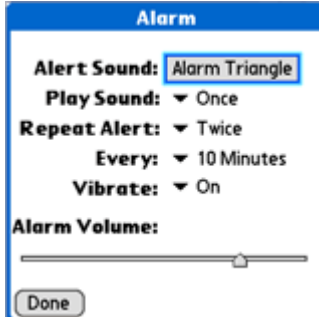 Alarm
Alert Sound: Alarm Triangle
Play Sound: Once
Repeat Alert: Twice
Every: 10 Minutes
Vibrate: On
Alarm Volume:
Done